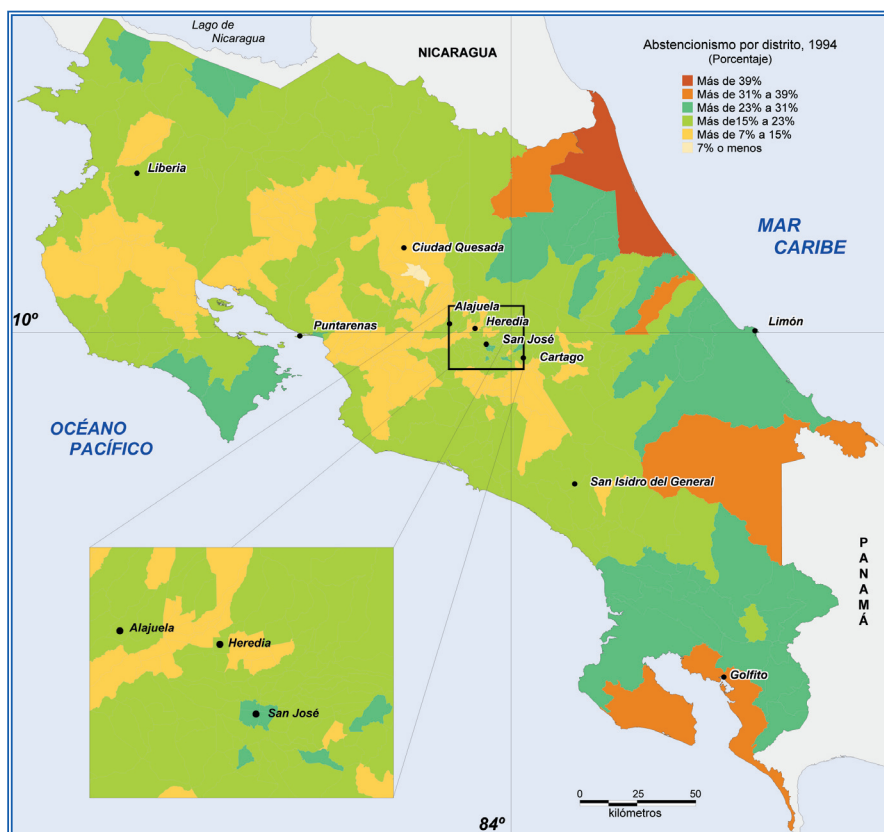 Lago de
Nicaragua
NICARAGUA
Abstencionismo por distrito, 1994
(Porcentaje)
Más de 39%
Más de 31% a 39%
Más de 23% a 31%
Más de15% a 23%
Más de 7% a 15%
7% o menos
Liberia
MAR
CARIBE
Ciudad Quesada
Alajuela
10º
Puntarenas
Heredia
Limón
San José
Cartago
OCÉANO
PACÍFICO
San Isidro del General
PANAMÁ
Alajuela
Heredia
Golfito
San José
0 25 50
kilómetros
84º